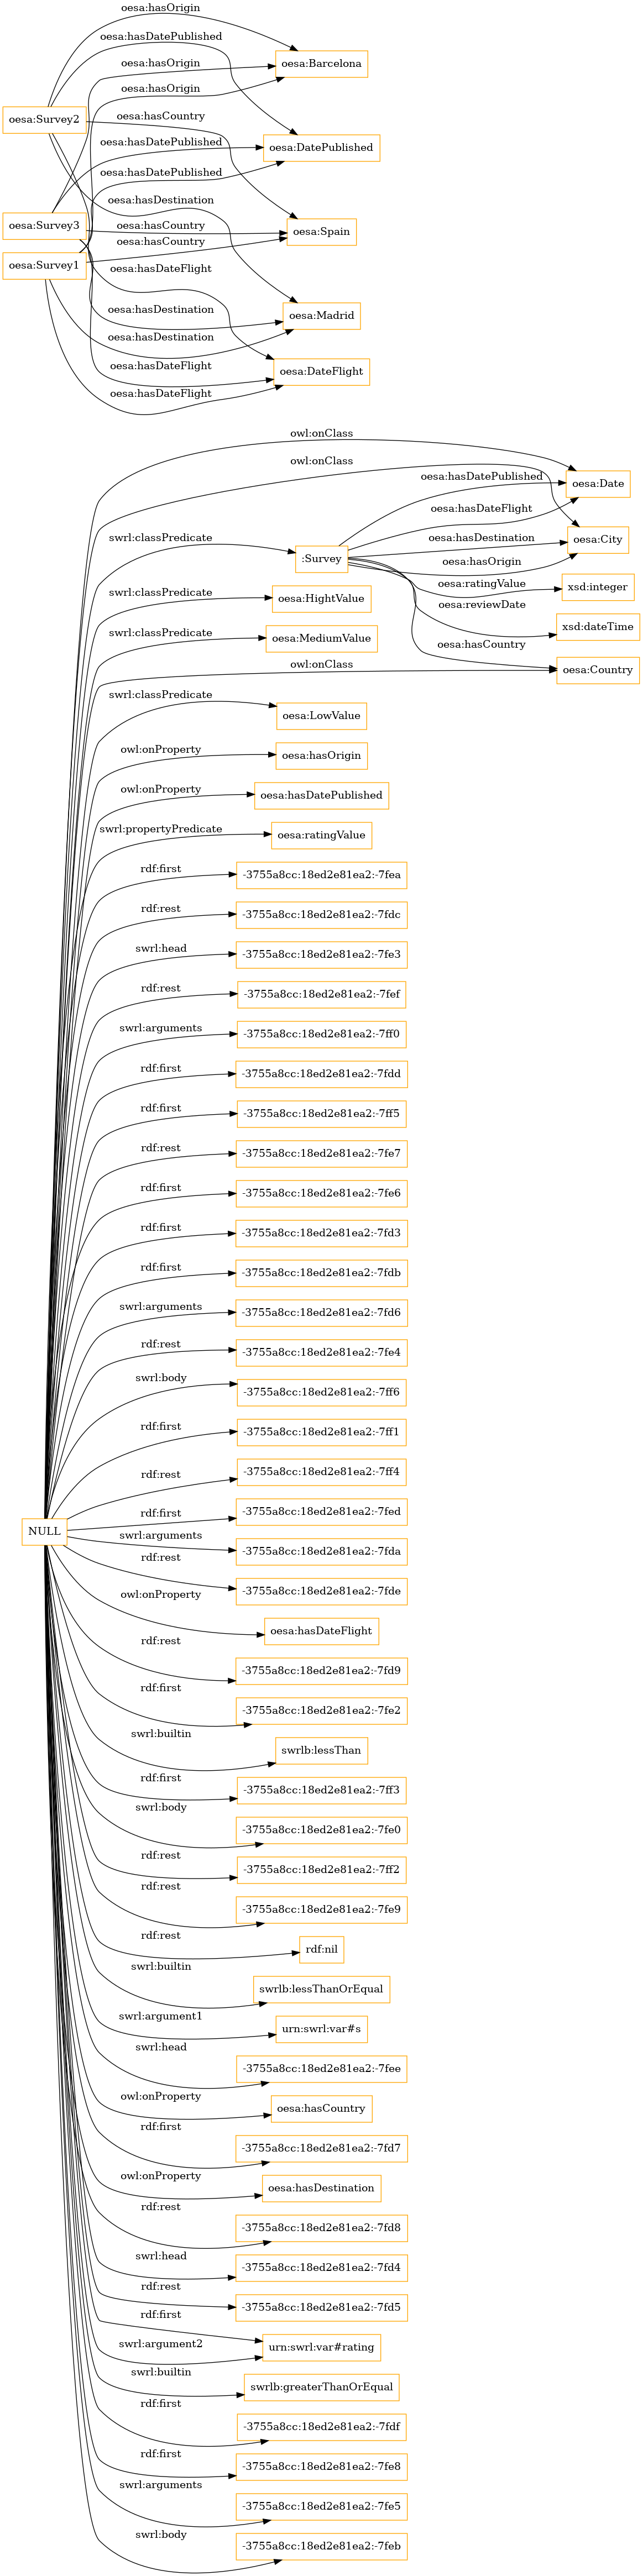 oesa:hasOrigin
oesa:hasDatePublished
oesa:Barcelona
oesa:hasOrigin
oesa:hasOrigin
oesa:Survey2
oesa:hasCountry
oesa:hasDatePublished
oesa:DatePublished
oesa:hasDatePublished
oesa:hasDestination
oesa:Survey3
oesa:hasCountry
oesa:Spain
oesa:hasCountry
oesa:Survey1
oesa:hasDateFlight
oesa:hasDestination
oesa:Madrid
oesa:hasDestination
oesa:hasDateFlight
oesa:DateFlight
oesa:hasDateFlight
owl:onClass
owl:onClass
oesa:hasDatePublished
oesa:Date
oesa:hasDateFlight
swrl:classPredicate
oesa:hasDestination
oesa:City
:Survey
oesa:hasOrigin
oesa:ratingValue
xsd:integer
swrl:classPredicate
oesa:HightValue
oesa:reviewDate
xsd:dateTime
swrl:classPredicate
oesa:MediumValue
oesa:hasCountry
owl:onClass
oesa:Country
swrl:classPredicate
oesa:LowValue
owl:onProperty
oesa:hasOrigin
owl:onProperty
oesa:hasDatePublished
swrl:propertyPredicate
oesa:ratingValue
rdf:first
-3755a8cc:18ed2e81ea2:-7fea
rdf:rest
-3755a8cc:18ed2e81ea2:-7fdc
swrl:head
-3755a8cc:18ed2e81ea2:-7fe3
rdf:rest
-3755a8cc:18ed2e81ea2:-7fef
swrl:arguments
-3755a8cc:18ed2e81ea2:-7ff0
rdf:first
-3755a8cc:18ed2e81ea2:-7fdd
rdf:first
-3755a8cc:18ed2e81ea2:-7ff5
rdf:rest
-3755a8cc:18ed2e81ea2:-7fe7
rdf:first
-3755a8cc:18ed2e81ea2:-7fe6
rdf:first
-3755a8cc:18ed2e81ea2:-7fd3
rdf:first
-3755a8cc:18ed2e81ea2:-7fdb
swrl:arguments
-3755a8cc:18ed2e81ea2:-7fd6
rdf:rest
-3755a8cc:18ed2e81ea2:-7fe4
swrl:body
-3755a8cc:18ed2e81ea2:-7ff6
rdf:first
-3755a8cc:18ed2e81ea2:-7ff1
rdf:rest
-3755a8cc:18ed2e81ea2:-7ff4
rdf:first
-3755a8cc:18ed2e81ea2:-7fed
NULL
swrl:arguments
-3755a8cc:18ed2e81ea2:-7fda
rdf:rest
-3755a8cc:18ed2e81ea2:-7fde
owl:onProperty
oesa:hasDateFlight
rdf:rest
-3755a8cc:18ed2e81ea2:-7fd9
rdf:first
-3755a8cc:18ed2e81ea2:-7fe2
swrl:builtin
swrlb:lessThan
rdf:first
-3755a8cc:18ed2e81ea2:-7ff3
swrl:body
-3755a8cc:18ed2e81ea2:-7fe0
rdf:rest
-3755a8cc:18ed2e81ea2:-7ff2
rdf:rest
-3755a8cc:18ed2e81ea2:-7fe9
rdf:rest
rdf:nil
swrl:builtin
swrlb:lessThanOrEqual
swrl:argument1
urn:swrl:var#s
swrl:head
-3755a8cc:18ed2e81ea2:-7fee
owl:onProperty
oesa:hasCountry
rdf:first
-3755a8cc:18ed2e81ea2:-7fd7
owl:onProperty
oesa:hasDestination
rdf:rest
-3755a8cc:18ed2e81ea2:-7fd8
swrl:head
-3755a8cc:18ed2e81ea2:-7fd4
rdf:rest
-3755a8cc:18ed2e81ea2:-7fd5
rdf:first
urn:swrl:var#rating
swrl:argument2
swrl:builtin
swrlb:greaterThanOrEqual
rdf:first
-3755a8cc:18ed2e81ea2:-7fdf
rdf:first
-3755a8cc:18ed2e81ea2:-7fe8
swrl:arguments
-3755a8cc:18ed2e81ea2:-7fe5
swrl:body
-3755a8cc:18ed2e81ea2:-7feb